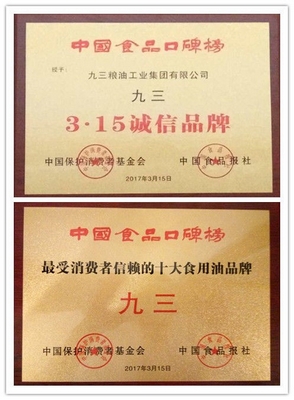 中國食品口碑榜
授予：
九三粮油工业集团有限公司
九三
3·15诚信品牌
中国保护消费者基金会 中国食品报社
2017年3月15日
中國食品口碑榜
最受消费者信赖的十大食用油品牌
九三
中国保护消费者基金会 中国食品报社
2017年3月15日